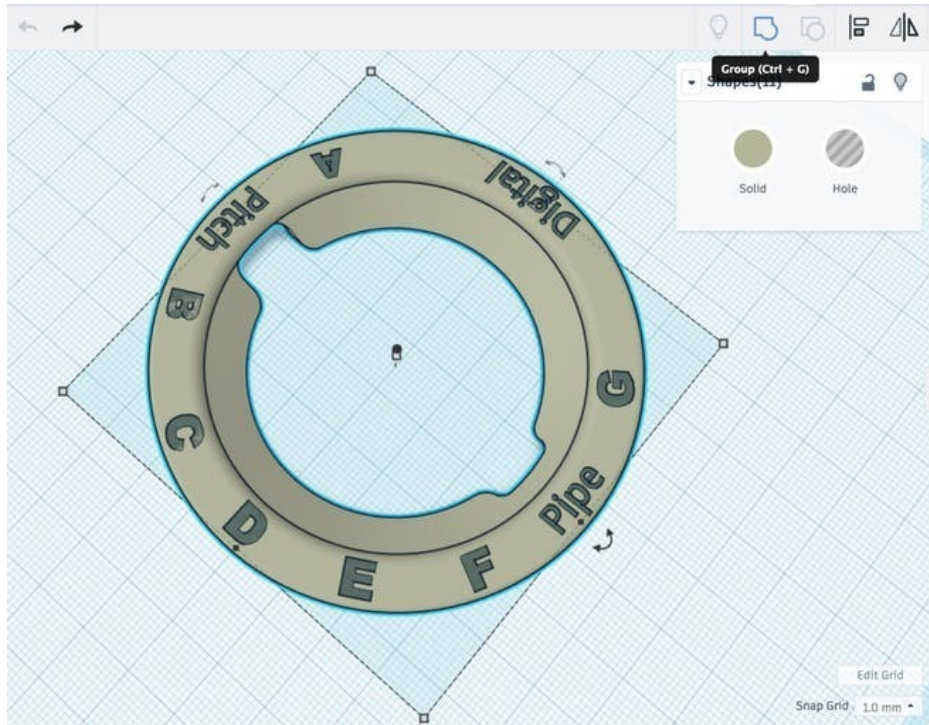 Group (Ctrl + G)
Shapes(11)
Solid
Hole
Digital
Pitch
Pipe
A
B
C
D
E
F
G
Edit Grid
Snap Grid 1.0 mm